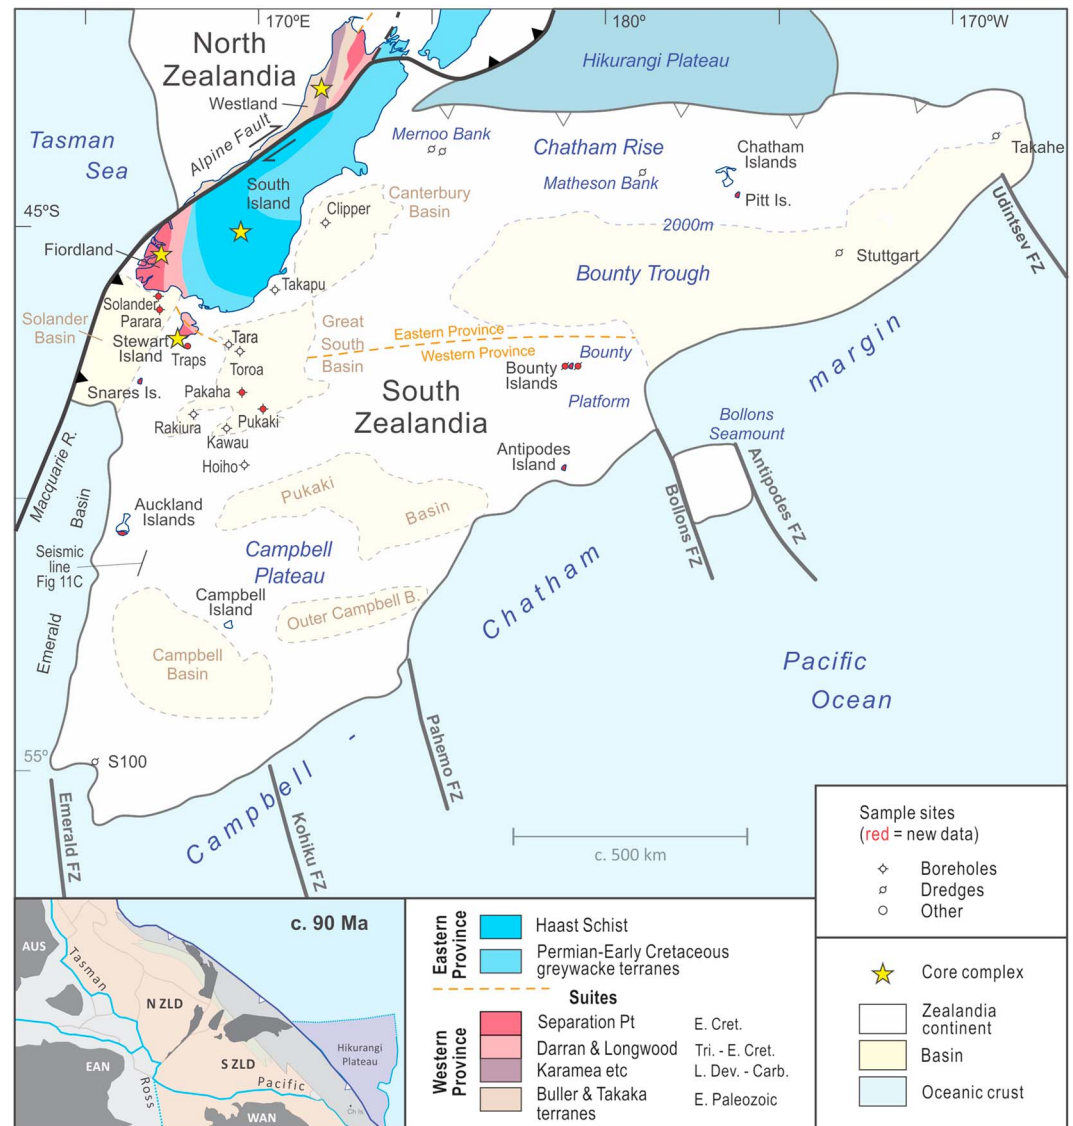 170ºE
180º
170ºW
North
Zealandia
Hikurangi Plateau
Westland
Tasman
Sea
Alpine Fault
Mernoo Bank
Chatham Rise
Chatham
Islands
Takahe
Matheson Bank
Pitt Is.
South
Island
Canterbury
Basin
45ºS
Clipper
2000m
Udintsev FZ
Fiordland
Stuttgart
Bounty Trough
Takapu
Solander
Parara
Solander
Basin
Stewart
Island
Traps
Great
South
Basin
Eastern Province
Western Province
Tara
Toroa
Bounty
Platform
Bounty
Islands
margin
Snares Is.
Pakaha
South
Zealandia
Rakiura
Pukaki
Kawau
Hoiho
Bollons
Seamount
Antipodes
Island
Macquarie R.
Pukaki
Basin
Bollons FZ
Antipodes FZ
Auckland
Islands
Basin
Seismic
line
Fig 11C
Campbell
Plateau
Chatham
Campbell
Island
Outer Campbell B.
Emerald
Campbell
Basin
Pacific
Ocean
Pahemo FZ
-
55º
S100
Campbell
Emerald FZ
Kohiku FZ
c. 500 km
Sample sites
(red = new data)
Boreholes
Dredges
Other
Core complex
Zealandia
continent
Basin
Oceanic crust
c. 90 Ma
AUS
Tasman
N ZLD
Hikurangi
Plateau
S ZLD
EAN
Ross
Pacific
WAN
Ch Is
Eastern
Province
Haast Schist
Permian-Early Cretaceous
greywacke terranes
Suites
Western
Province
Separation Pt E. Cret.
Darran & Longwood Tri. - E. Cret.
Karamea etc L. Dev. - Carb.
Buller & Takaka
terranes E. Paleozoic